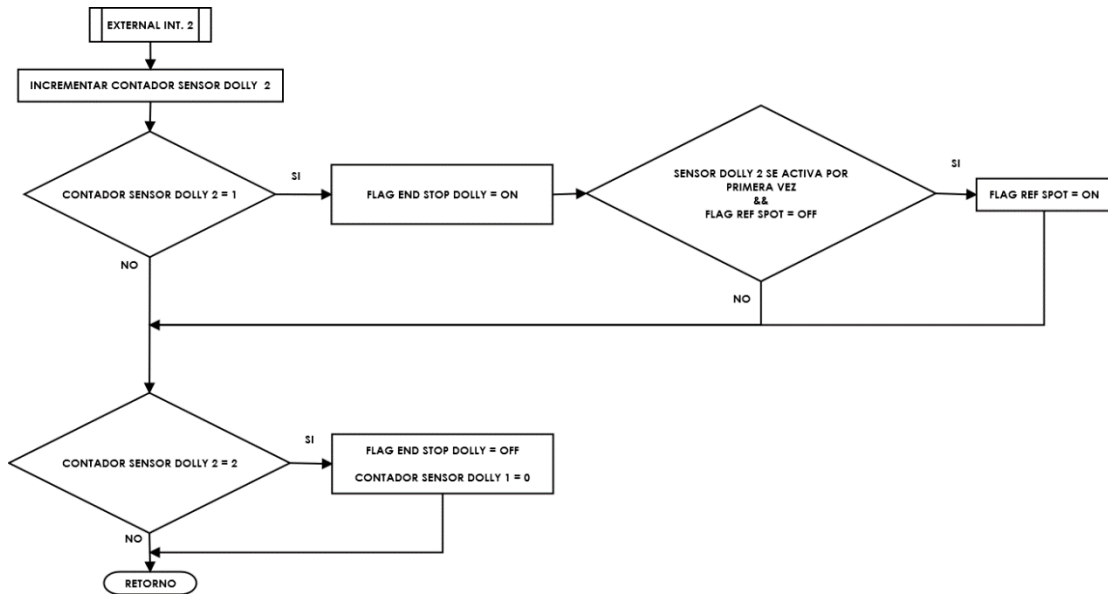 EXTERNAL INT. 2
INCREMENTAR CONTADOR SENSOR DOLLY 2
CONTADOR SENSOR DOLLY 2 = 1
SI
FLAG END STOP DOLLY = ON
SENSOR DOLLY 2 SE ACTIVA POR
PRIMERA VEZ
&&
FLAG REF SPOT = OFF
SI
FLAG REF SPOT = ON
NO
NO
CONTADOR SENSOR DOLLY 2 = 2
SI
FLAG END STOP DOLLY = OFF
CONTADOR SENSOR DOLLY 1 = 0
NO
RETORNO